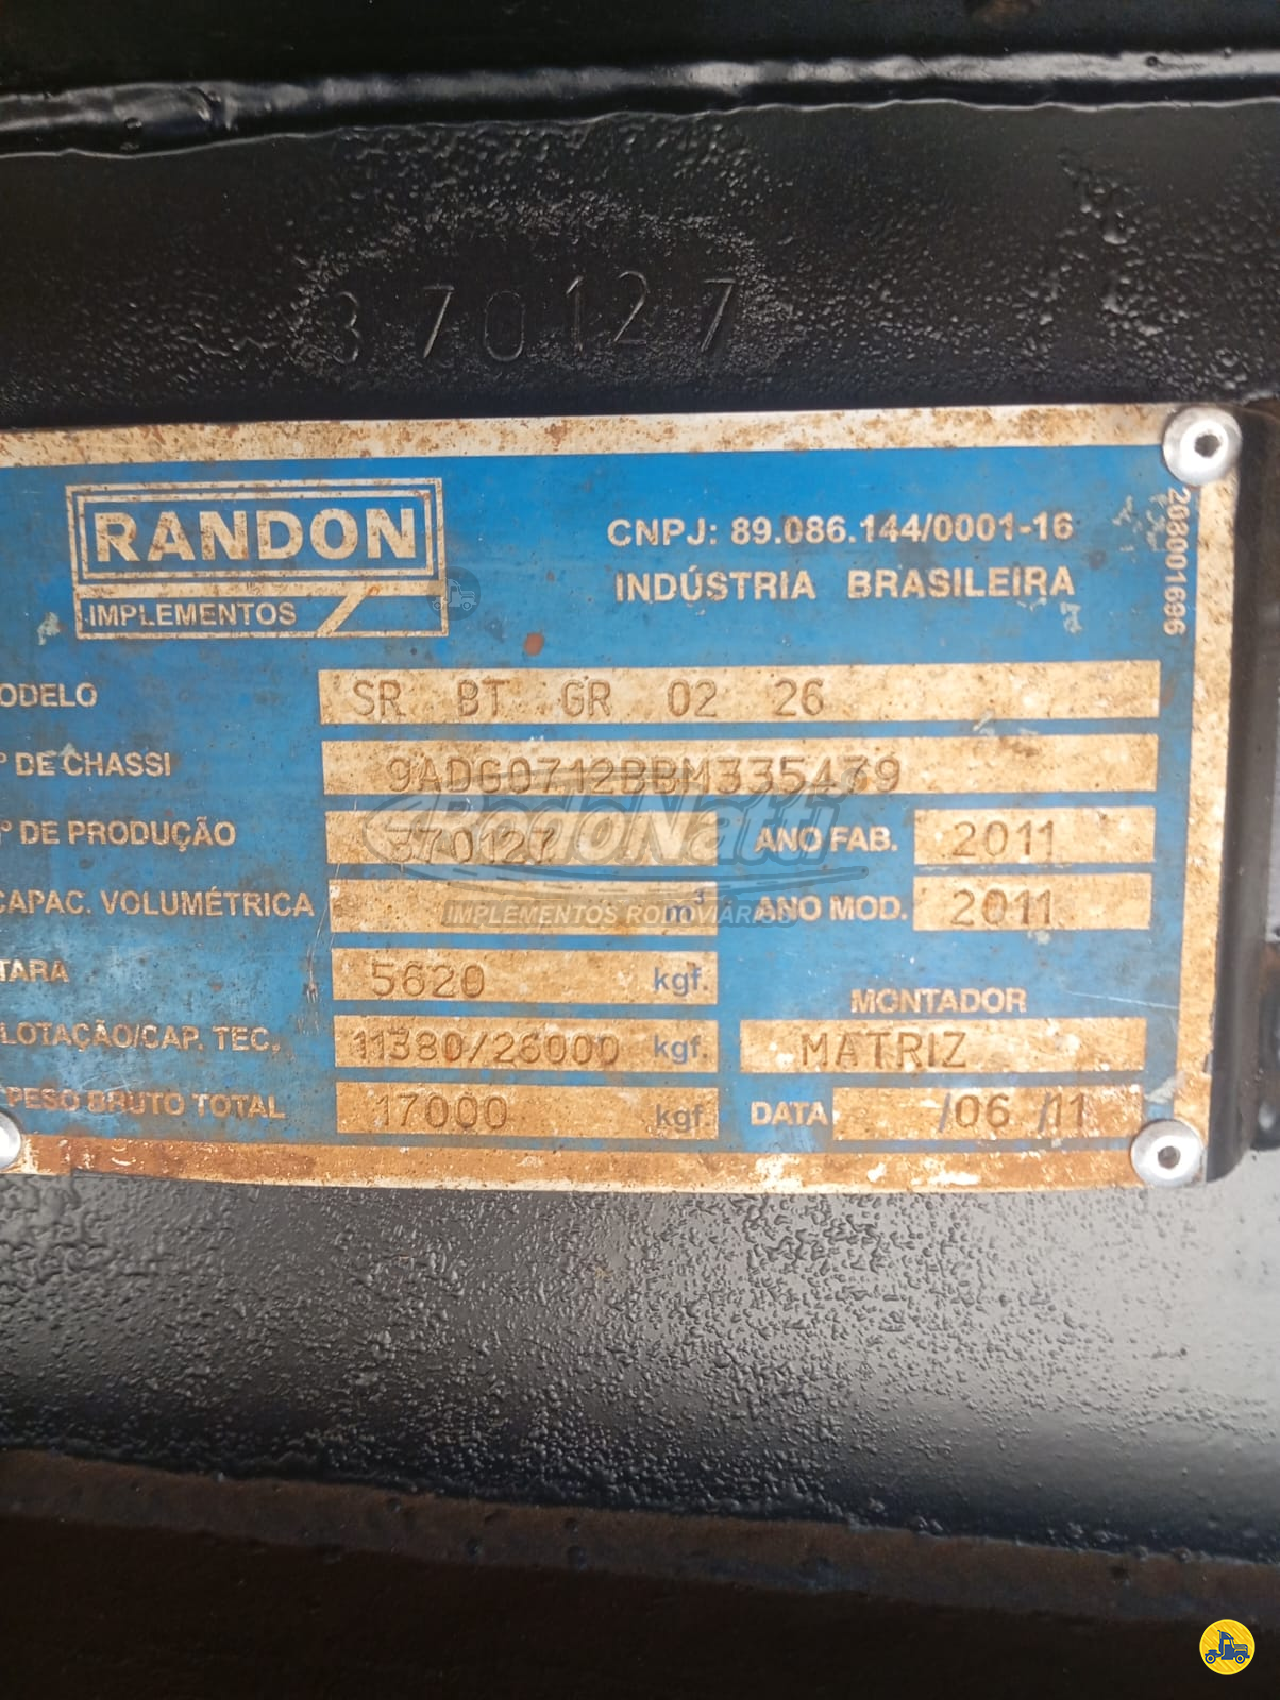 370127
RANDON
IMPLEMENTOS
CNPJ: 89.086.144/0001-16
INDÚSTRIA BRASILEIRA
2080001696
ODELO SR BT GR 02 26
º DE CHASSI 9ADG0712BBM335479
º DE PRODUÇÃO 370127 ANO FAB. 2011
CAPAC. VOLUMÉTRICA m³ ANO MOD. 2011
RodoNatti
IMPLEMENTOS RODOVIÁRIOS
TARA 5620 kgf.
MONTADOR
LOTAÇÃO/CAP. TEC. 11380/26000 kgf. MATRIZ
PESO BRUTO TOTAL 17000 kgf. DATA /06 /11